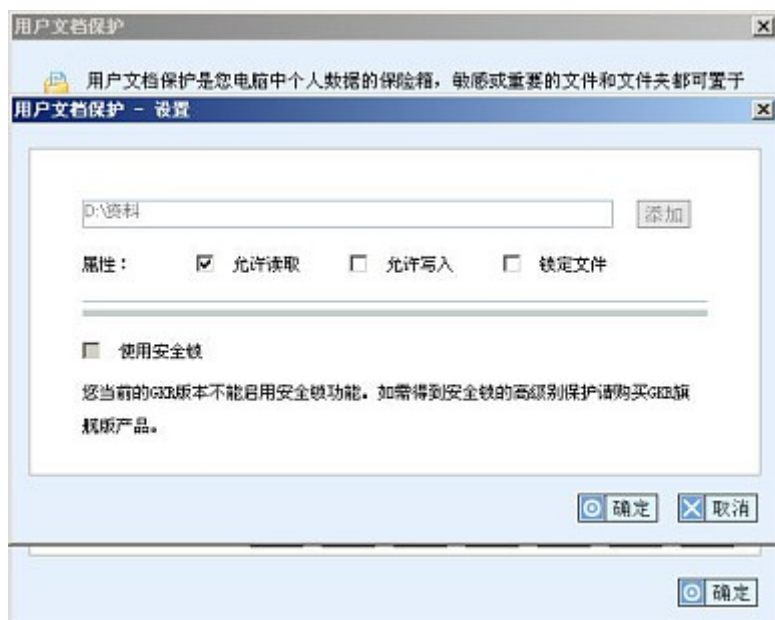 用户文档保护
用户文档保护是您电脑中个人数据的保险箱，敏感或重要的文件和文件夹都可置于
用户文档保护 - 设置
D:\资料
添加
属性： 允许读取 允许写入 锁定文件
使用安全锁
您当前的GKR版本不能启用安全锁功能。如需得到安全锁的高级别保护请购买GKR旗
舰版产品。
确定 取消
确定